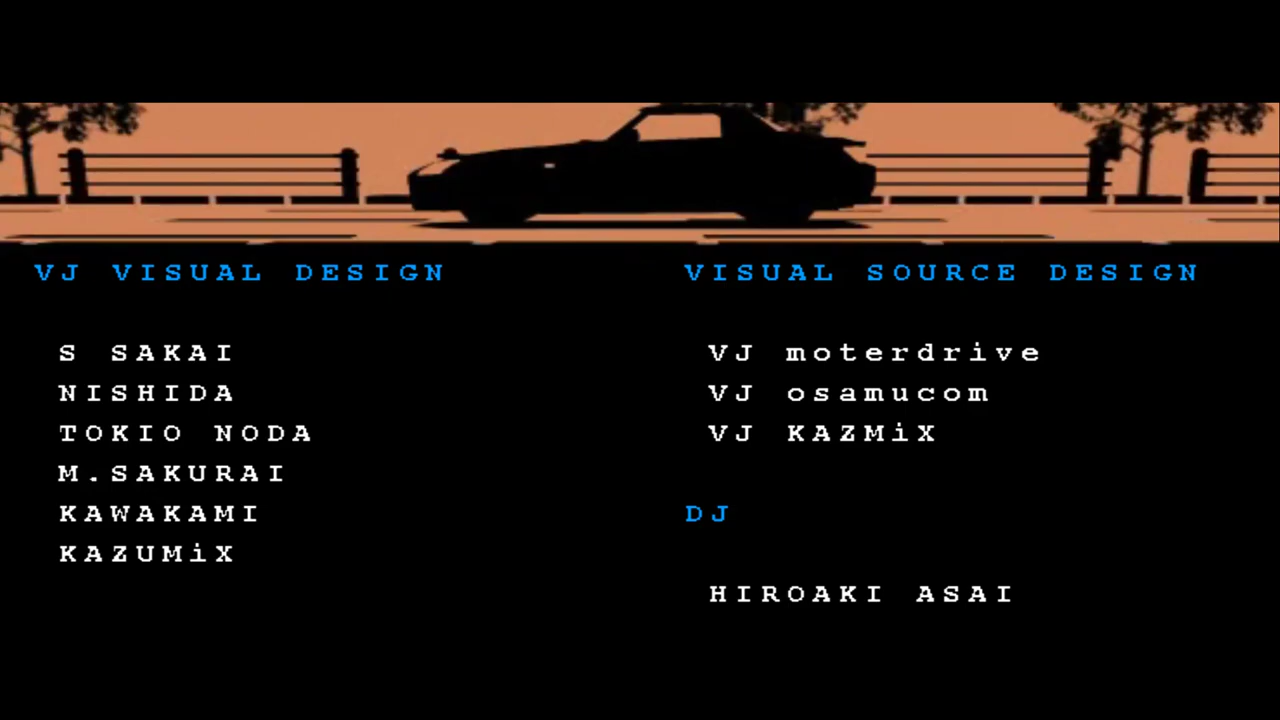 VJ VISUAL DESIGN
S SAKAI
NISHIDA
TOKIO NODA
M.SAKURAI
KAWAKAMI
KAZUMiX
VISUAL SOURCE DESIGN
VJ moterdrive
VJ osamucom
VJ KAZMiX
DJ
HIROAKI ASAI